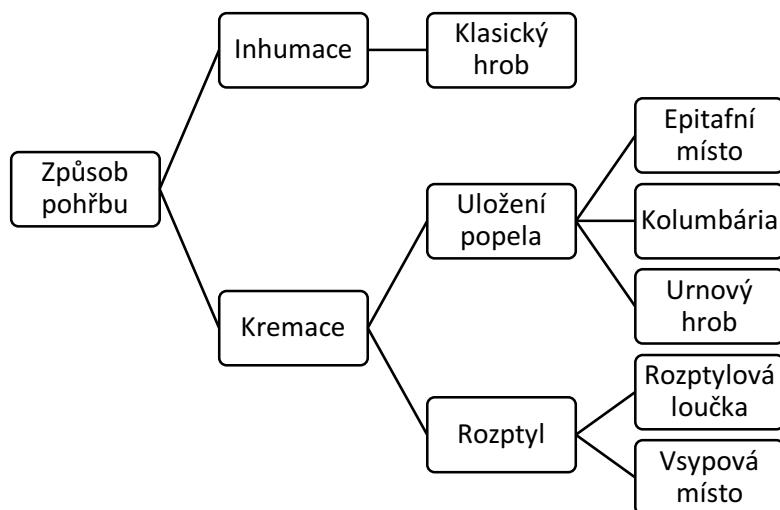 Způsob
pohřbu
Inhumace
Klasický
hrob
Kremace
Uložení
popela
Epitafní
místo
Kolumbária
Urnový
hrob
Rozptyl
Rozptylová
loučka
Vsypová
místo